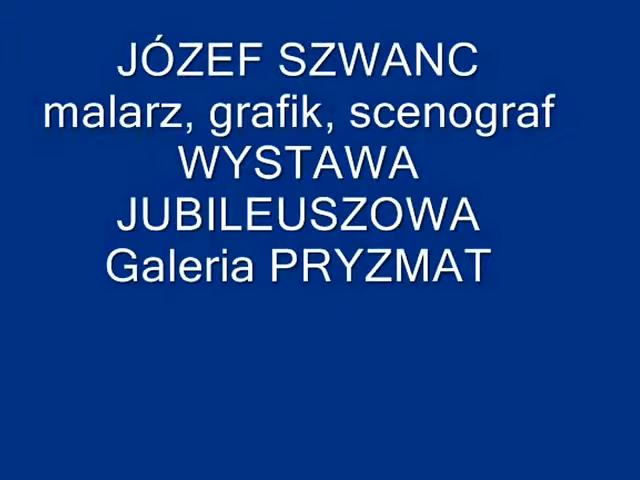 JÓZEF SZWANC
malarz, grafik, scenograf
WYSTAWA
JUBILEUSZOWA
Galeria PRYZMAT